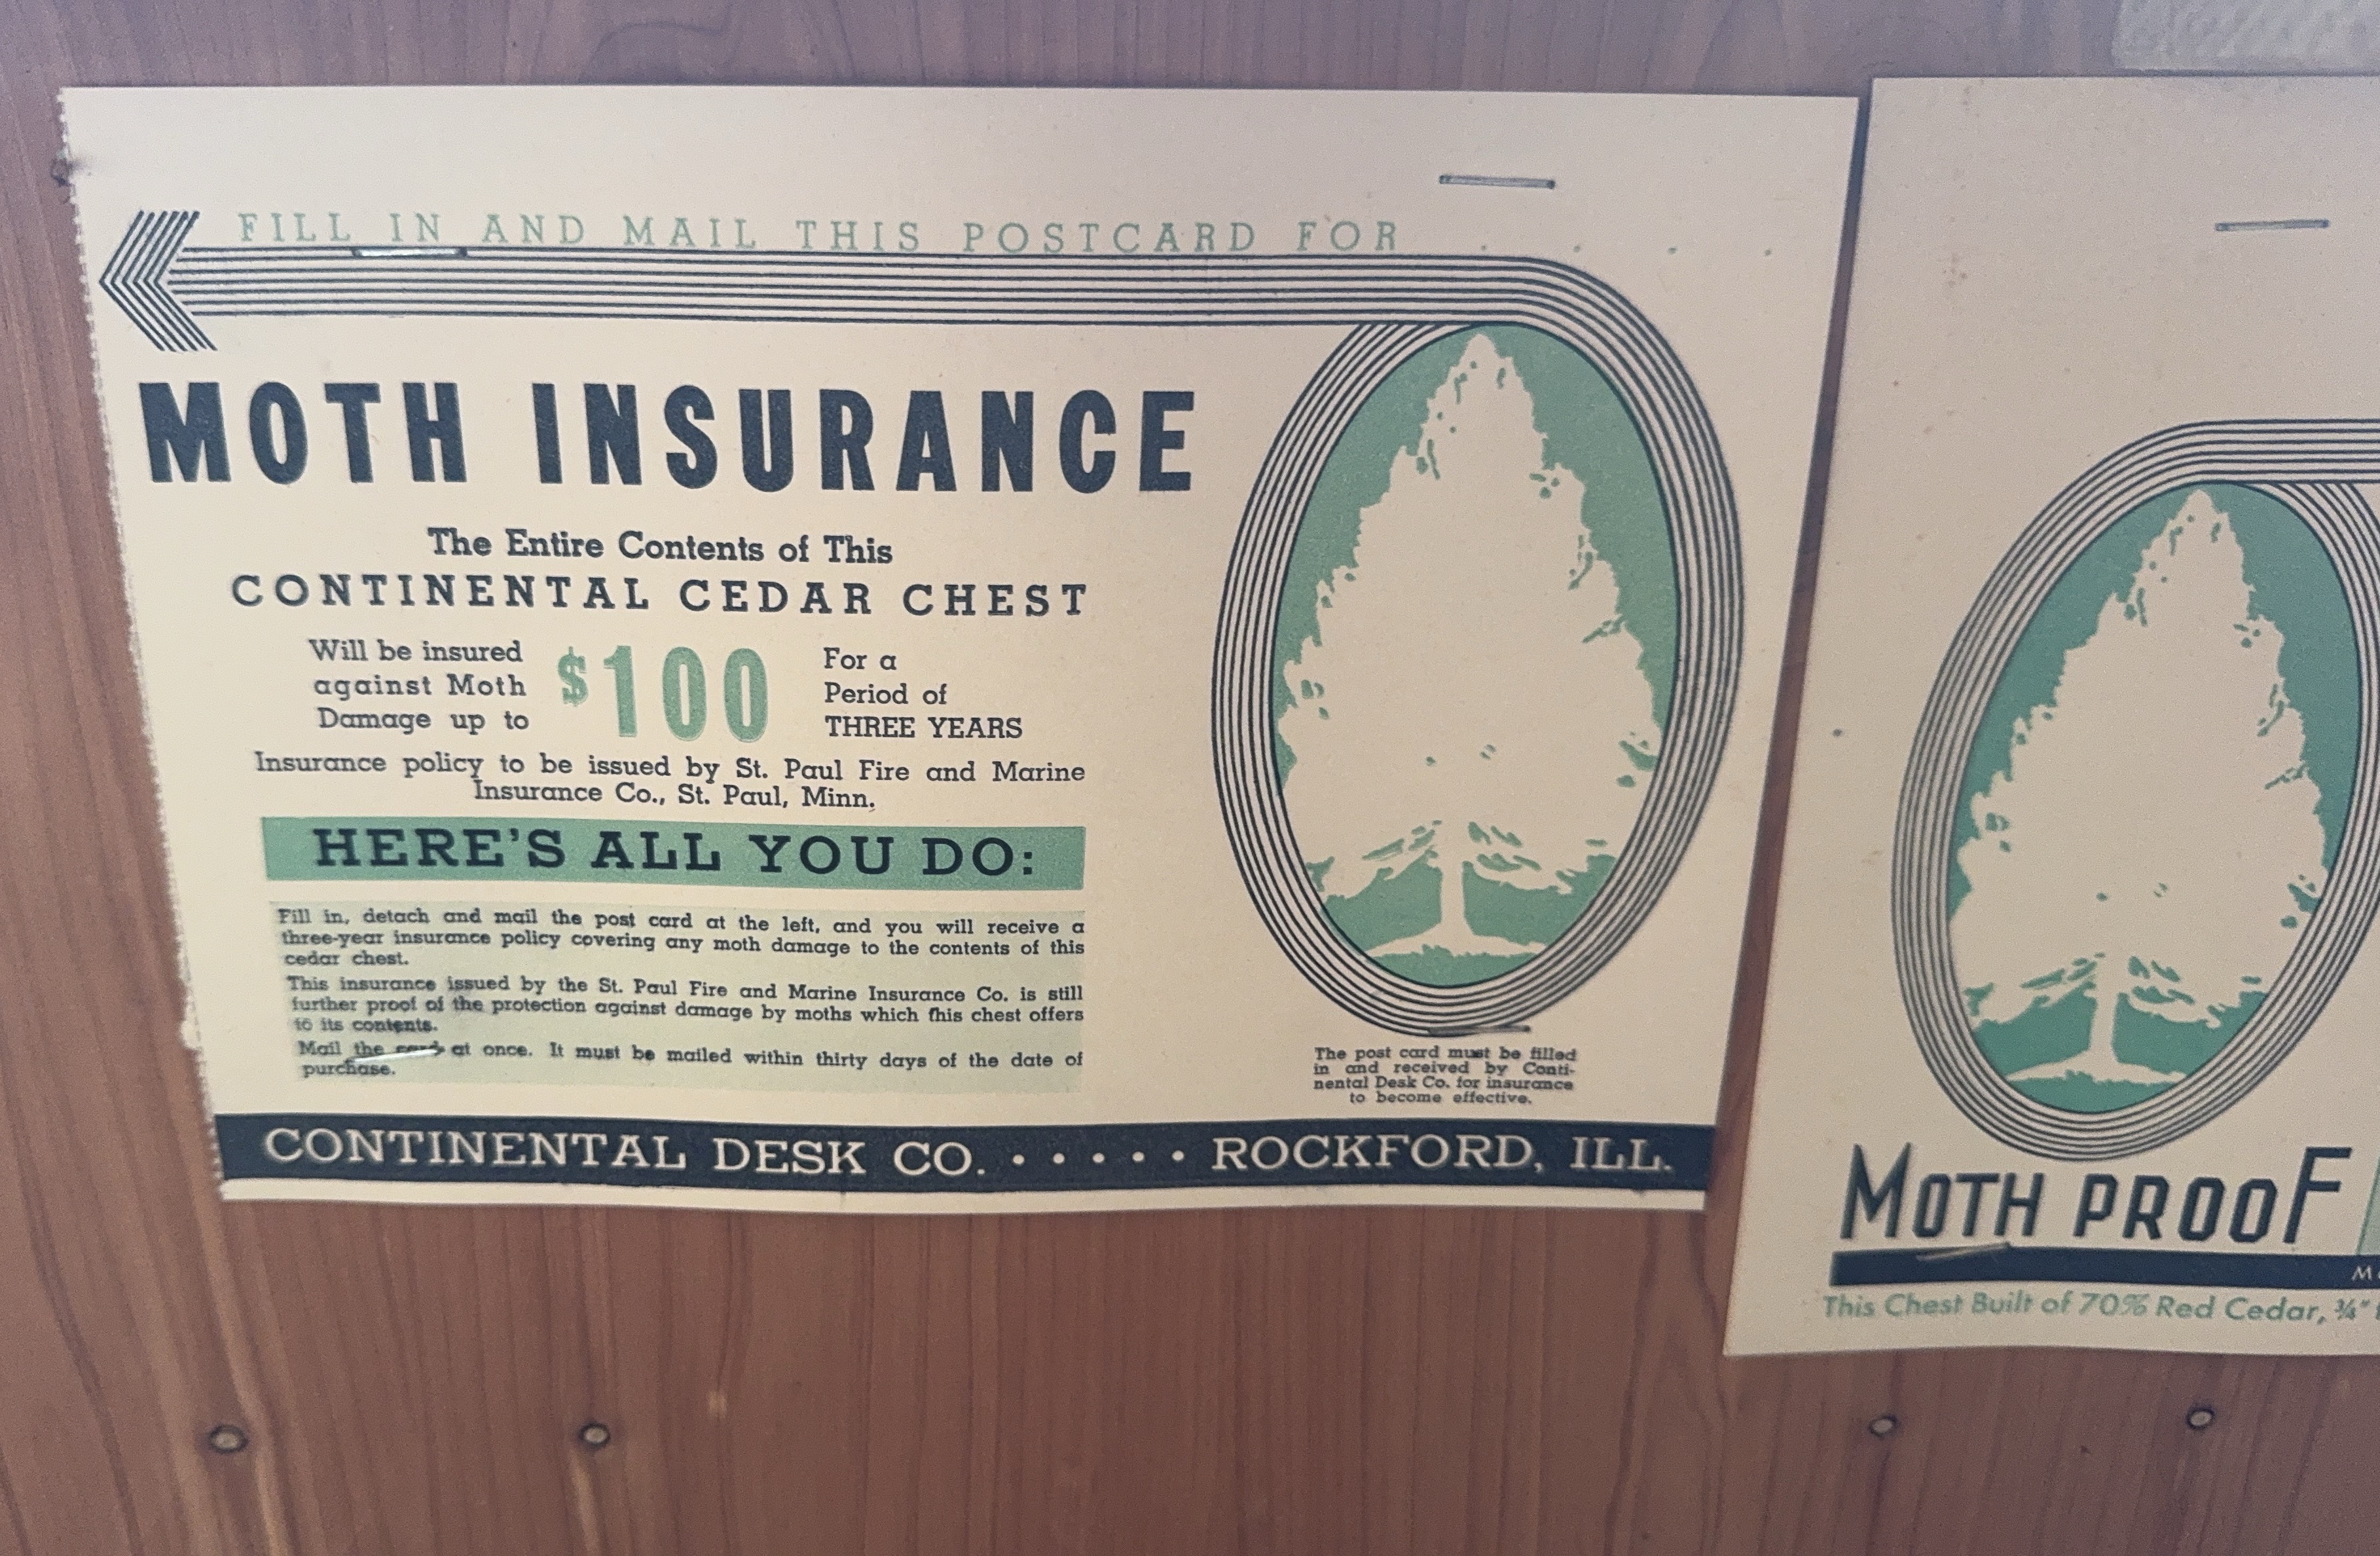 FILL IN AND MAIL THIS POSTCARD FOR . . . .
MOTH INSURANCE
The Entire Contents of This
CONTINENTAL CEDAR CHEST
Will be insured
against Moth
Damage up to
$100
For a
Period of
THREE YEARS
Insurance policy to be issued by St. Paul Fire and Marine
Insurance Co., St. Paul, Minn.
HERE'S ALL YOU DO:
Fill in, detach and mail the post card at the left, and you will receive a
three-year insurance policy covering any moth damage to the contents of this
cedar chest.
This insurance issued by the St. Paul Fire and Marine Insurance Co. is still
further proof of the protection against damage by moths which this chest offers
to its contents.
Mail the card at once. It must be mailed within thirty days of the date of
purchase.
The post card must be filled
in and received by Conti-
nental Desk Co. for insurance
to become effective.
CONTINENTAL DESK CO. · · · · · ROCKFORD, ILL.
MOTH PROOF
This Chest Built of 70% Red Cedar, ¾"